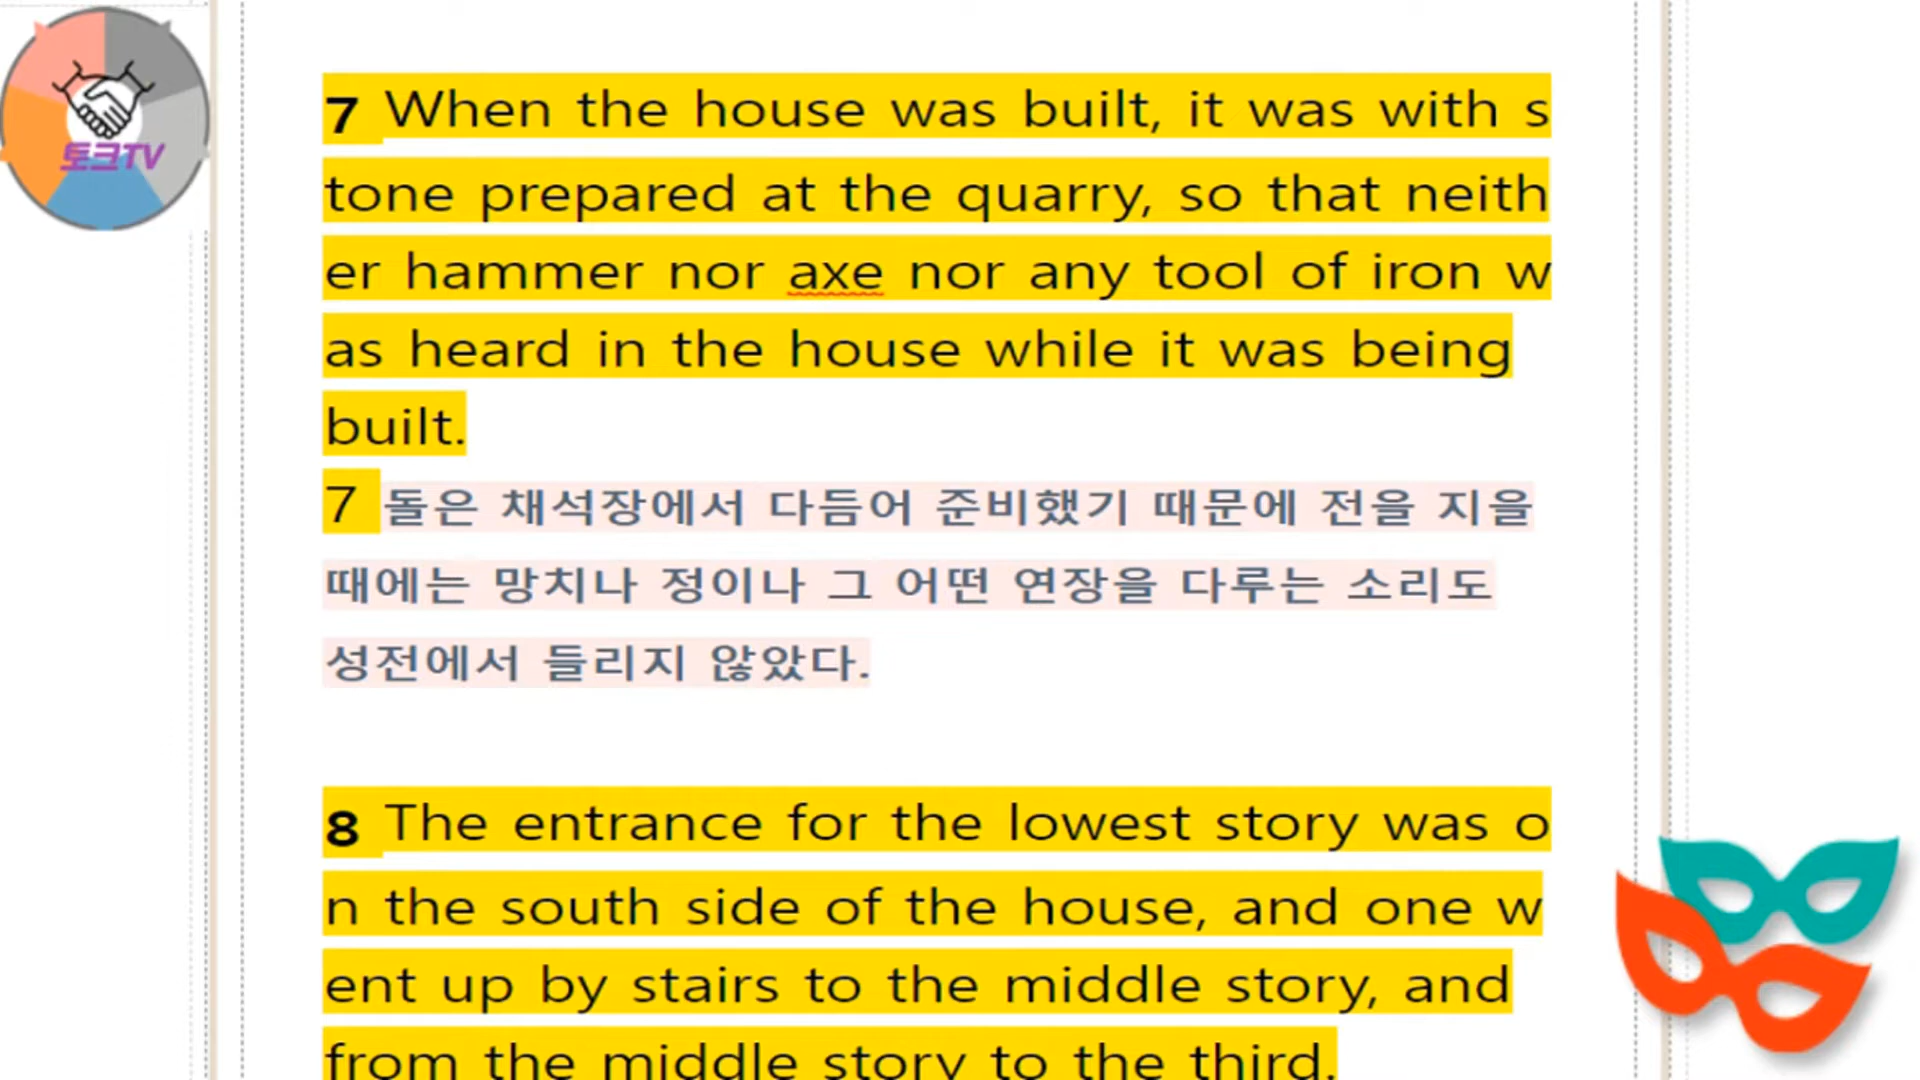 토크TV
7 When the house was built, it was with s
tone prepared at the quarry, so that neith
er hammer nor axe nor any tool of iron w
as heard in the house while it was being
built.
7 돌은 채석장에서 다듬어 준비했기 때문에 전을 지을
때에는 망치나 정이나 그 어떤 연장을 다루는 소리도
성전에서 들리지 않았다.
8 The entrance for the lowest story was o
n the south side of the house, and one w
ent up by stairs to the middle story, and
from the middle story to the third.